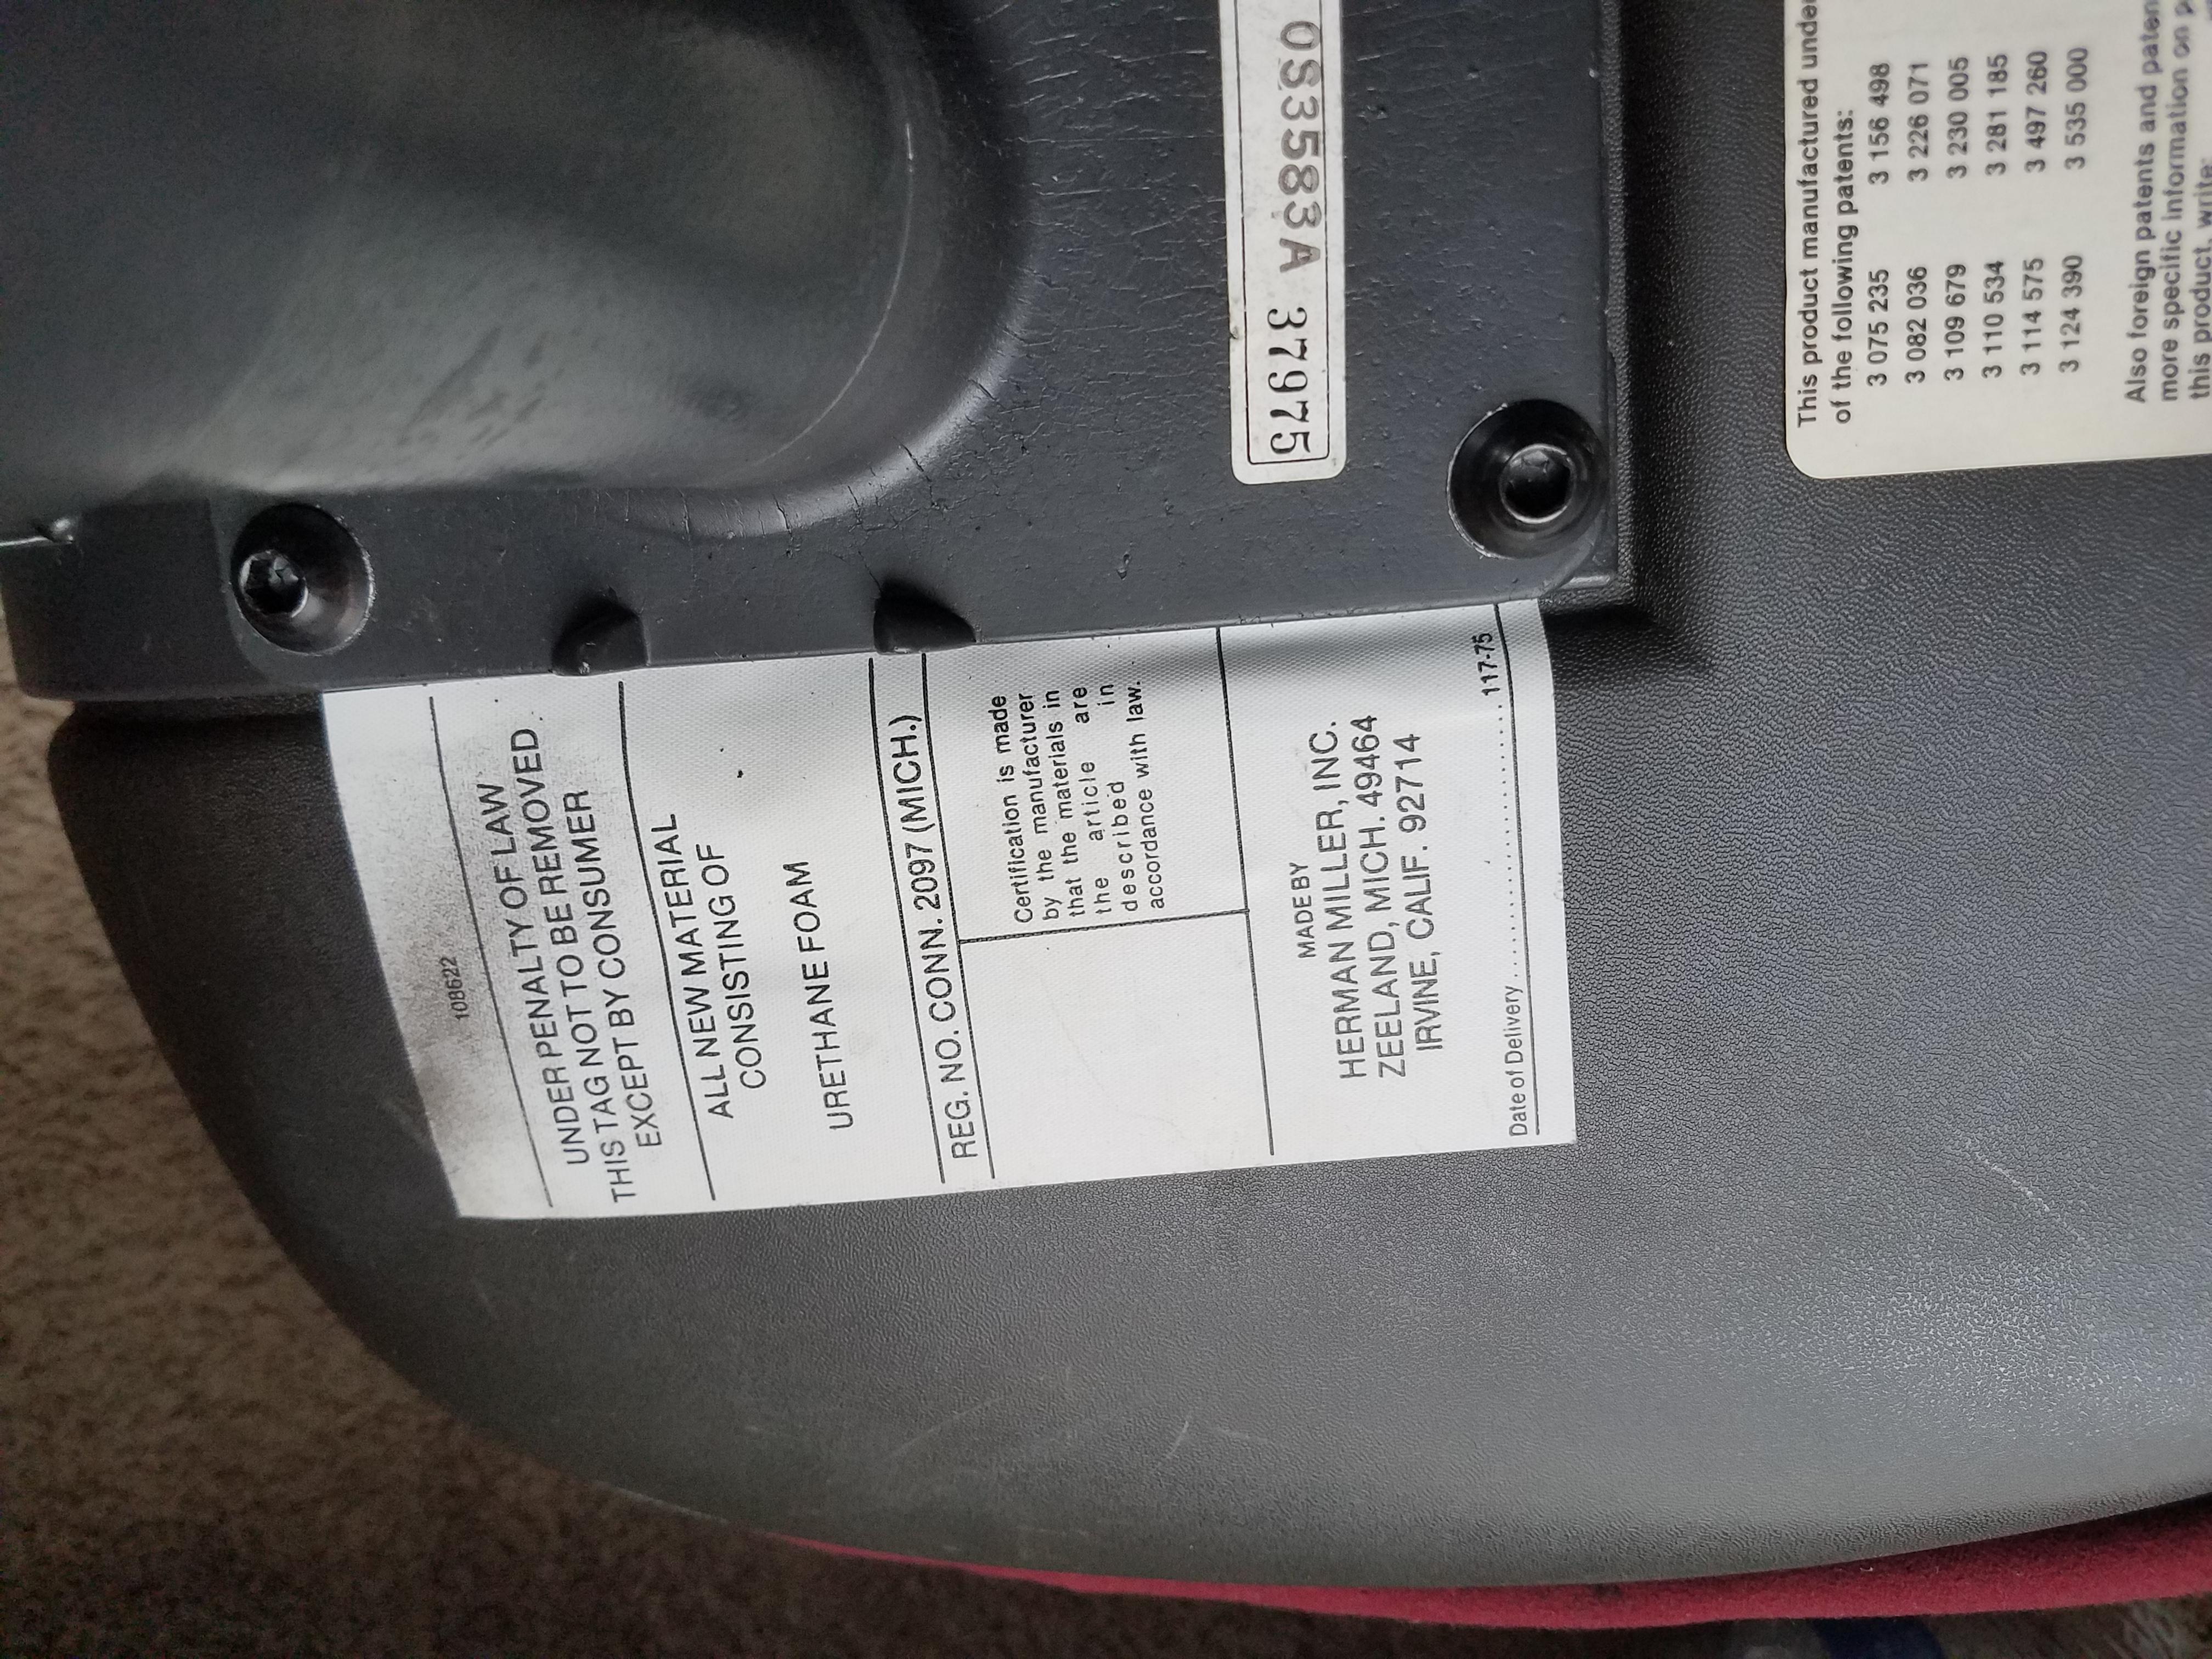 108622
UNDER PENALTY OF LAW
THIS TAG NOT TO BE REMOVED
EXCEPT BY CONSUMER
ALL NEW MATERIAL
CONSISTING OF
URETHANE FOAM
REG. NO. CONN. 2097 (MICH.)
Certification is made
by the manufacturer
that the materials in
the article are
described in
accordance with law.
MADE BY
HERMAN MILLER, INC.
ZEELAND, MICH. 49464
IRVINE, CALIF. 92714
117-75
Date of Delivery
0S3583A 37975
This product manufactured under
of the following patents:
3 075 235 3 156 498
3 082 036 3 226 071
3 109 679 3 230 005
3 110 534 3 281 185
3 114 575 3 497 260
3 124 390 3 535 000
Also foreign patents and
more specific information on
this product, write: